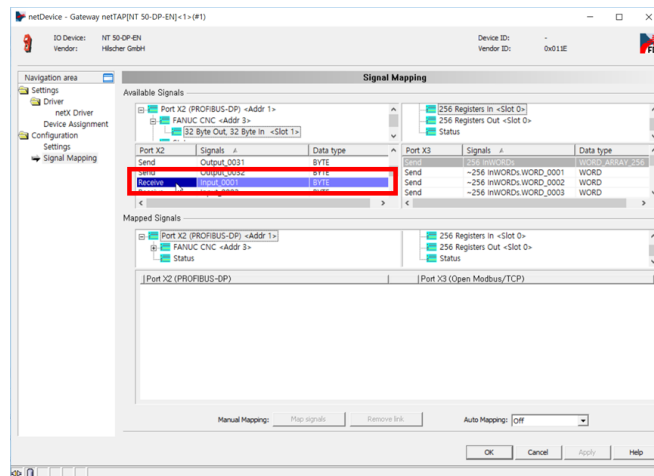 netDevice - Gateway netTAP[NT 50-DP-EN]<1>(#1)
IO Device: NT 50-DP-EN
Vendor: Hilscher GmbH
Device ID: -
Vendor ID: 0x011E
Navigation area
Settings
Driver
netX Driver
Device Assignment
Configuration
Settings
Signal Mapping
Signal Mapping
Available Signals
Port X2 (PROFIBUS-DP) <Addr 1>
FANUC CNC <Addr 3>
32 Byte Out, 32 Byte In <Slot 1>
256 Registers In <Slot 0>
256 Registers Out <Slot 0>
Status
Port X2 Signals Data type
Send Output_0031 BYTE
Send Output_0032 BYTE
Receive Input_0001 BYTE
Port X3 Signals Data type
Send 256 InWORDs WORD_ARRAY_256
Send ~256 InWORDs.WORD_0001 WORD
Send ~256 InWORDs.WORD_0002 WORD
Send ~256 InWORDs.WORD_0003 WORD
Mapped Signals
Port X2 (PROFIBUS-DP) <Addr 1>
FANUC CNC <Addr 3>
Status
256 Registers In <Slot 0>
256 Registers Out <Slot 0>
Status
Port X2 (PROFIBUS-DP)
Port X3 (Open Modbus/TCP)
Manual Mapping: Map signals Remove link Auto Mapping: Off
OK Cancel Apply Help